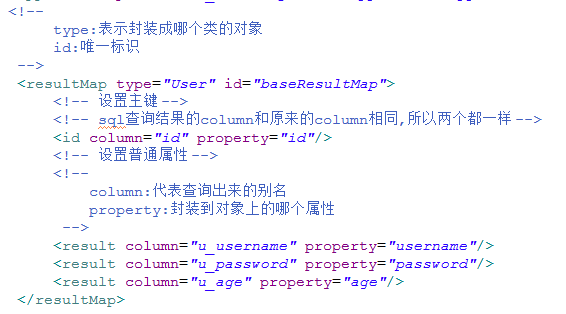 <!--
type:表示封装成哪个类的对象
id:唯一标识
-->
<resultMap type="User" id="baseResultMap">
<!-- 设置主键 -->
<!-- sql查询结果的column和原来的column相同,所以两个都一样 -->
<id column="id" property="id"/>
<!-- 设置普通属性 -->
<!--
column:代表查询出来的别名
property:封装到对象上的哪个属性
-->
<result column="u_username" property="username"/>
<result column="u_password" property="password"/>
<result column="u_age" property="age"/>
</resultMap>